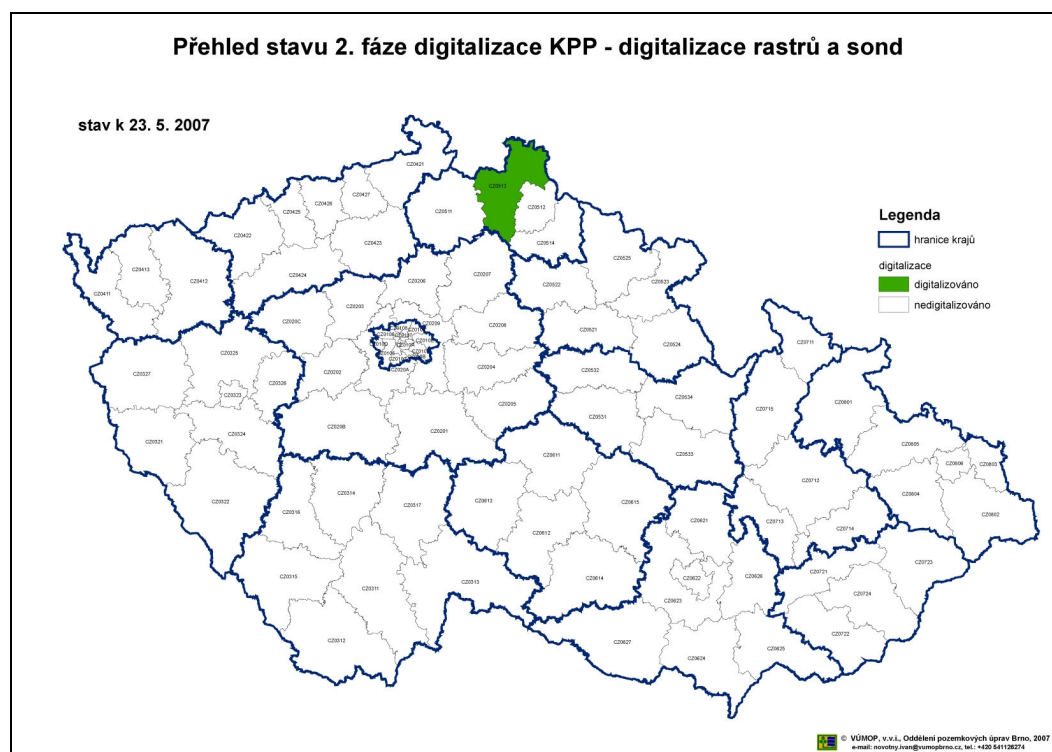 Přehled stavu 2. fáze digitalizace KPP - digitalizace rastrů a sond
stav k 23. 5. 2007
CZ0421
CZ0427
CZ0426
CZ0425
CZ0422
CZ0423
CZ0424
CZ0511
CZ0513
CZ0512
CZ0514
Legenda
hranice krajů
digitalizace
digitalizováno
nedigitalizováno
CZ0413
CZ0411
CZ0412
CZ0206
CZ0207
CZ0522
CZ0525
CZ0523
CZ0203
CZ020C
CZ0209
CZ0208
CZ0521
CZ0524
CZ0711
CZ0325
CZ0327
CZ0326
CZ0323
CZ0202
CZ020A
CZ0204
CZ0532
CZ0534
CZ0715
CZ0801
CZ0321
CZ0324
CZ020B
CZ0201
CZ0205
CZ0531
CZ0533
CZ0805
CZ0806
CZ0803
CZ0804
CZ0802
CZ0322
CZ0316
CZ0314
CZ0317
CZ0613
CZ0611
CZ0615
CZ0612
CZ0614
CZ0712
CZ0713
CZ0714
CZ0621
CZ0622
CZ0626
CZ0623
CZ0315
CZ0311
CZ0313
CZ0312
CZ0627
CZ0624
CZ0625
CZ0721
CZ0723
CZ0724
CZ0722
© VÚMOP, v.v.i., Oddělení pozemkových úprav Brno, 2007
e-mail: novotny.ivan@vumopbrno.cz, tel.: +420 541126274